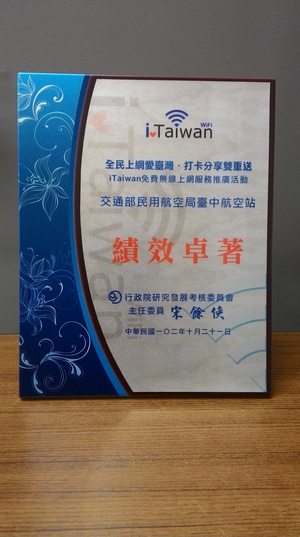 WiFi
i Taiwan
全民上網愛臺灣，打卡分享雙重送
iTaiwan免費無線上網服務推廣活動
交通部民用航空局臺中航空站
績效卓著
行政院研究發展考核委員會
主任委員 宋餘俠
中華民國一〇二年十月二十一日
iTaiwan